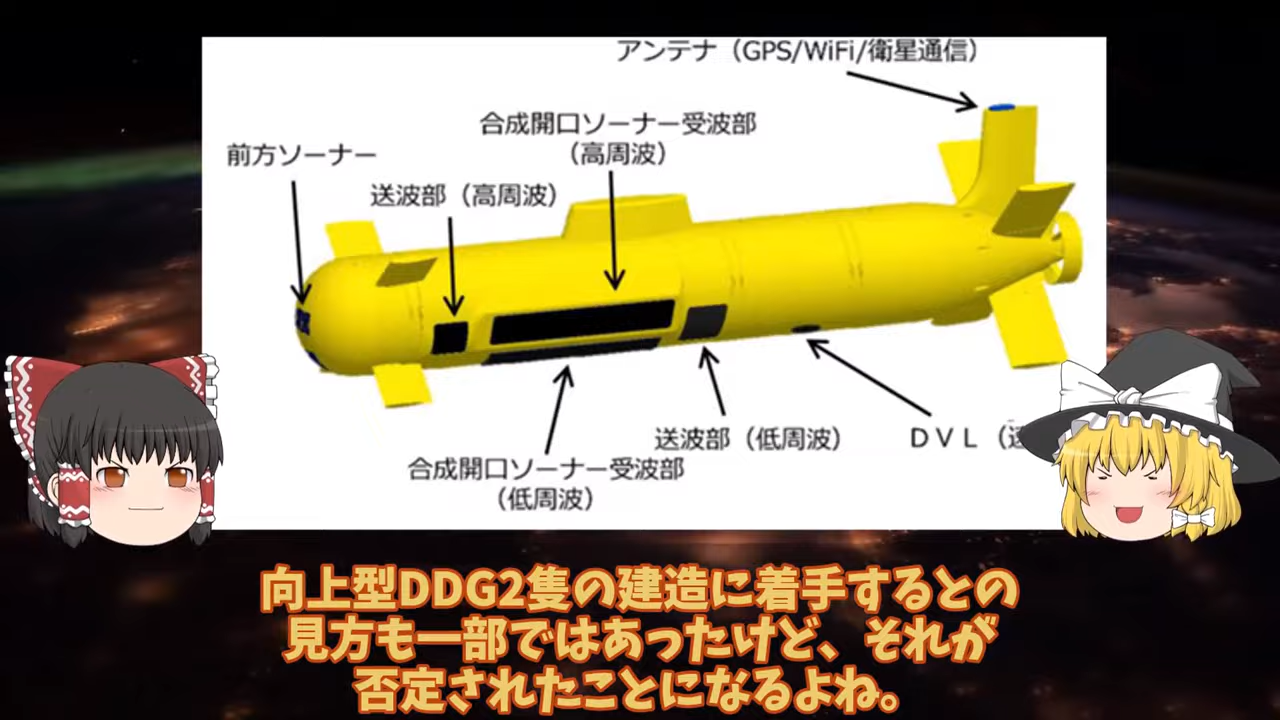 アンテナ（GPS/WiFi/衛星通信）
合成開口ソーナー受波部
（高周波）
前方ソーナー
送波部（高周波）
送波部（低周波）
ＤＶＬ（
合成開口ソーナー受波部
（低周波）
向上型DDG2隻の建造に着手するとの
見方も一部ではあったけど、それが
否定されたことになるよね。